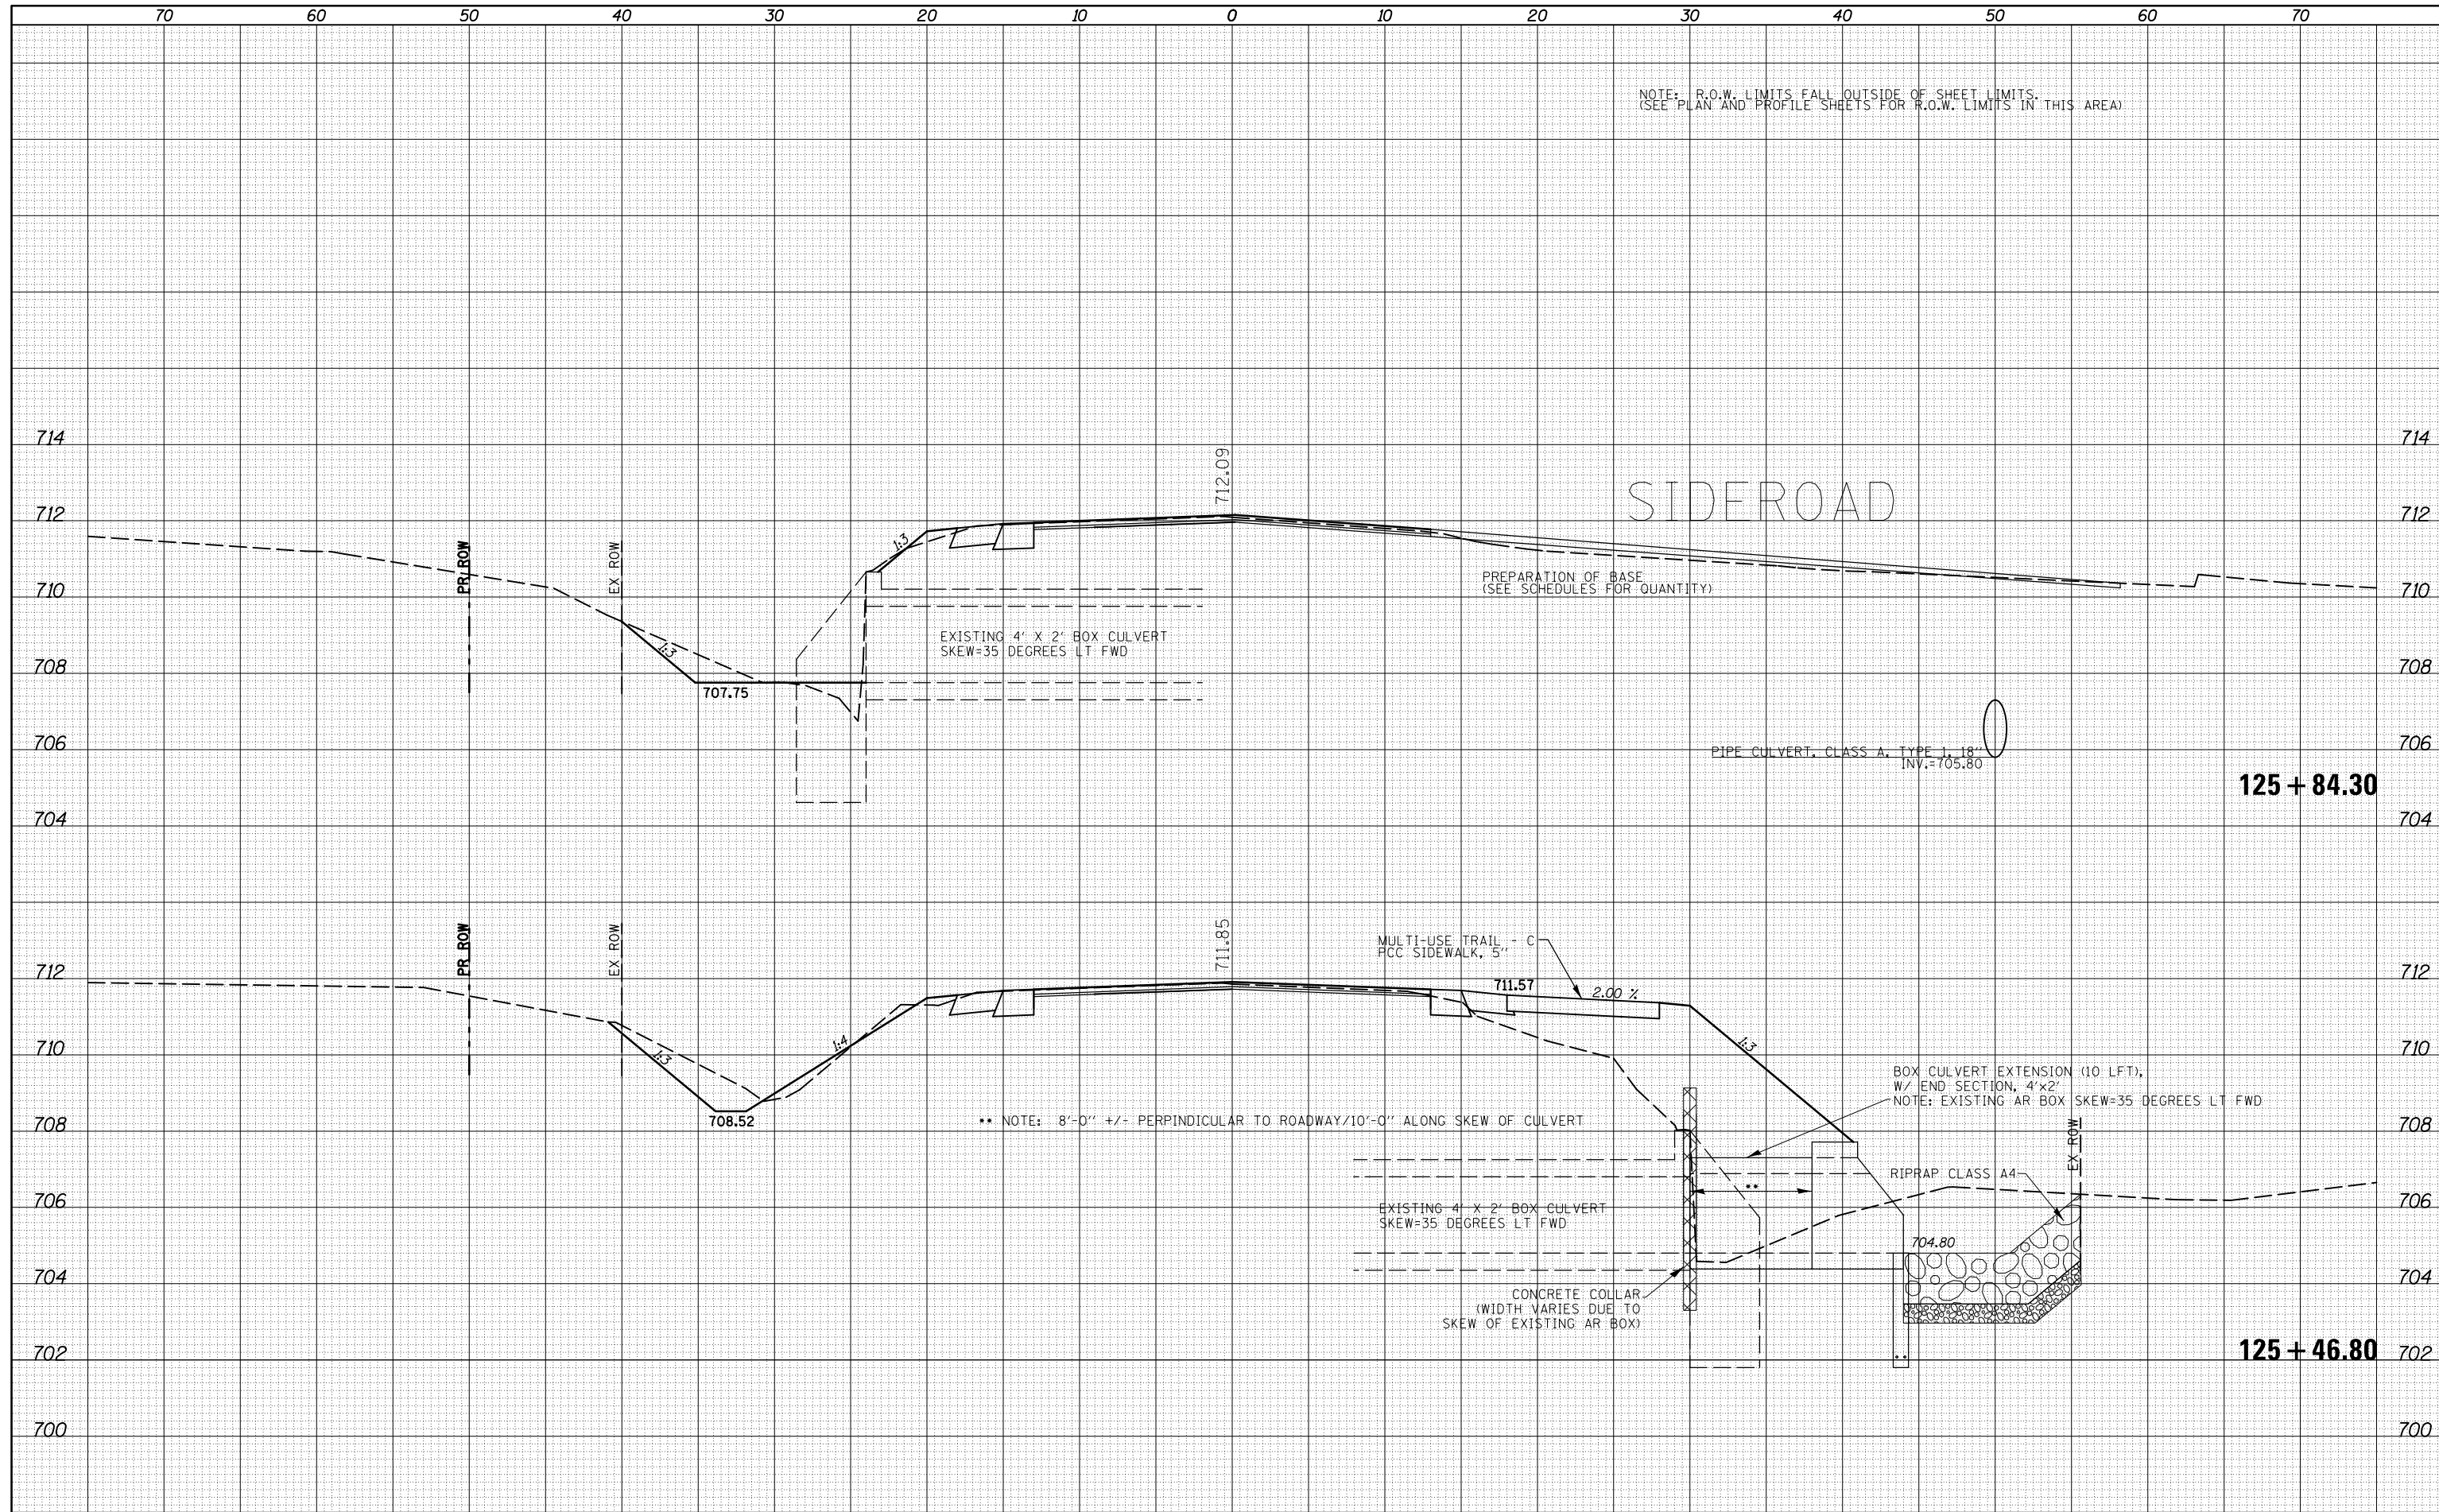 70 60 50 40 30 20 10 0 10 20 30 40 50 60 70
NOTE: R.O.W. LIMITS FALL OUTSIDE OF SHEET LIMITS.
(SEE PLAN AND PROFILE SHEETS FOR R.O.W. LIMITS IN THIS AREA)
714 714
712.09
SIDEROAD
712 712
PR ROW
EX ROW
1:3
PREPARATION OF BASE
(SEE SCHEDULES FOR QUANTITY)
710 710
EXISTING 4' X 2' BOX CULVERT
SKEW=35 DEGREES LT FWD
1:3
708 708
707.75
706 706
PIPE CULVERT, CLASS A, TYPE 1, 18"
INV.=705.80
125 + 84.30
704 704
PR ROW
EX ROW
711.85
MULTI-USE TRAIL - C
PCC SIDEWALK, 5"
712 712
711.57
2.00 %
1:3
1:4
1:3
710 710
BOX CULVERT EXTENSION (10 LFT),
W/ END SECTION, 4'x2'
NOTE: EXISTING AR BOX SKEW=35 DEGREES LT FWD
708.52
** NOTE: 8'-0" +/- PERPINDICULAR TO ROADWAY/10'-0" ALONG SKEW OF CULVERT
708 708
EX ROW
RIPRAP CLASS A4
**
EXISTING 4' X 2' BOX CULVERT
SKEW=35 DEGREES LT FWD
706 706
704.80
704 704
CONCRETE COLLAR
(WIDTH VARIES DUE TO
SKEW OF EXISTING AR BOX)
125 + 46.80
702 702
700 700